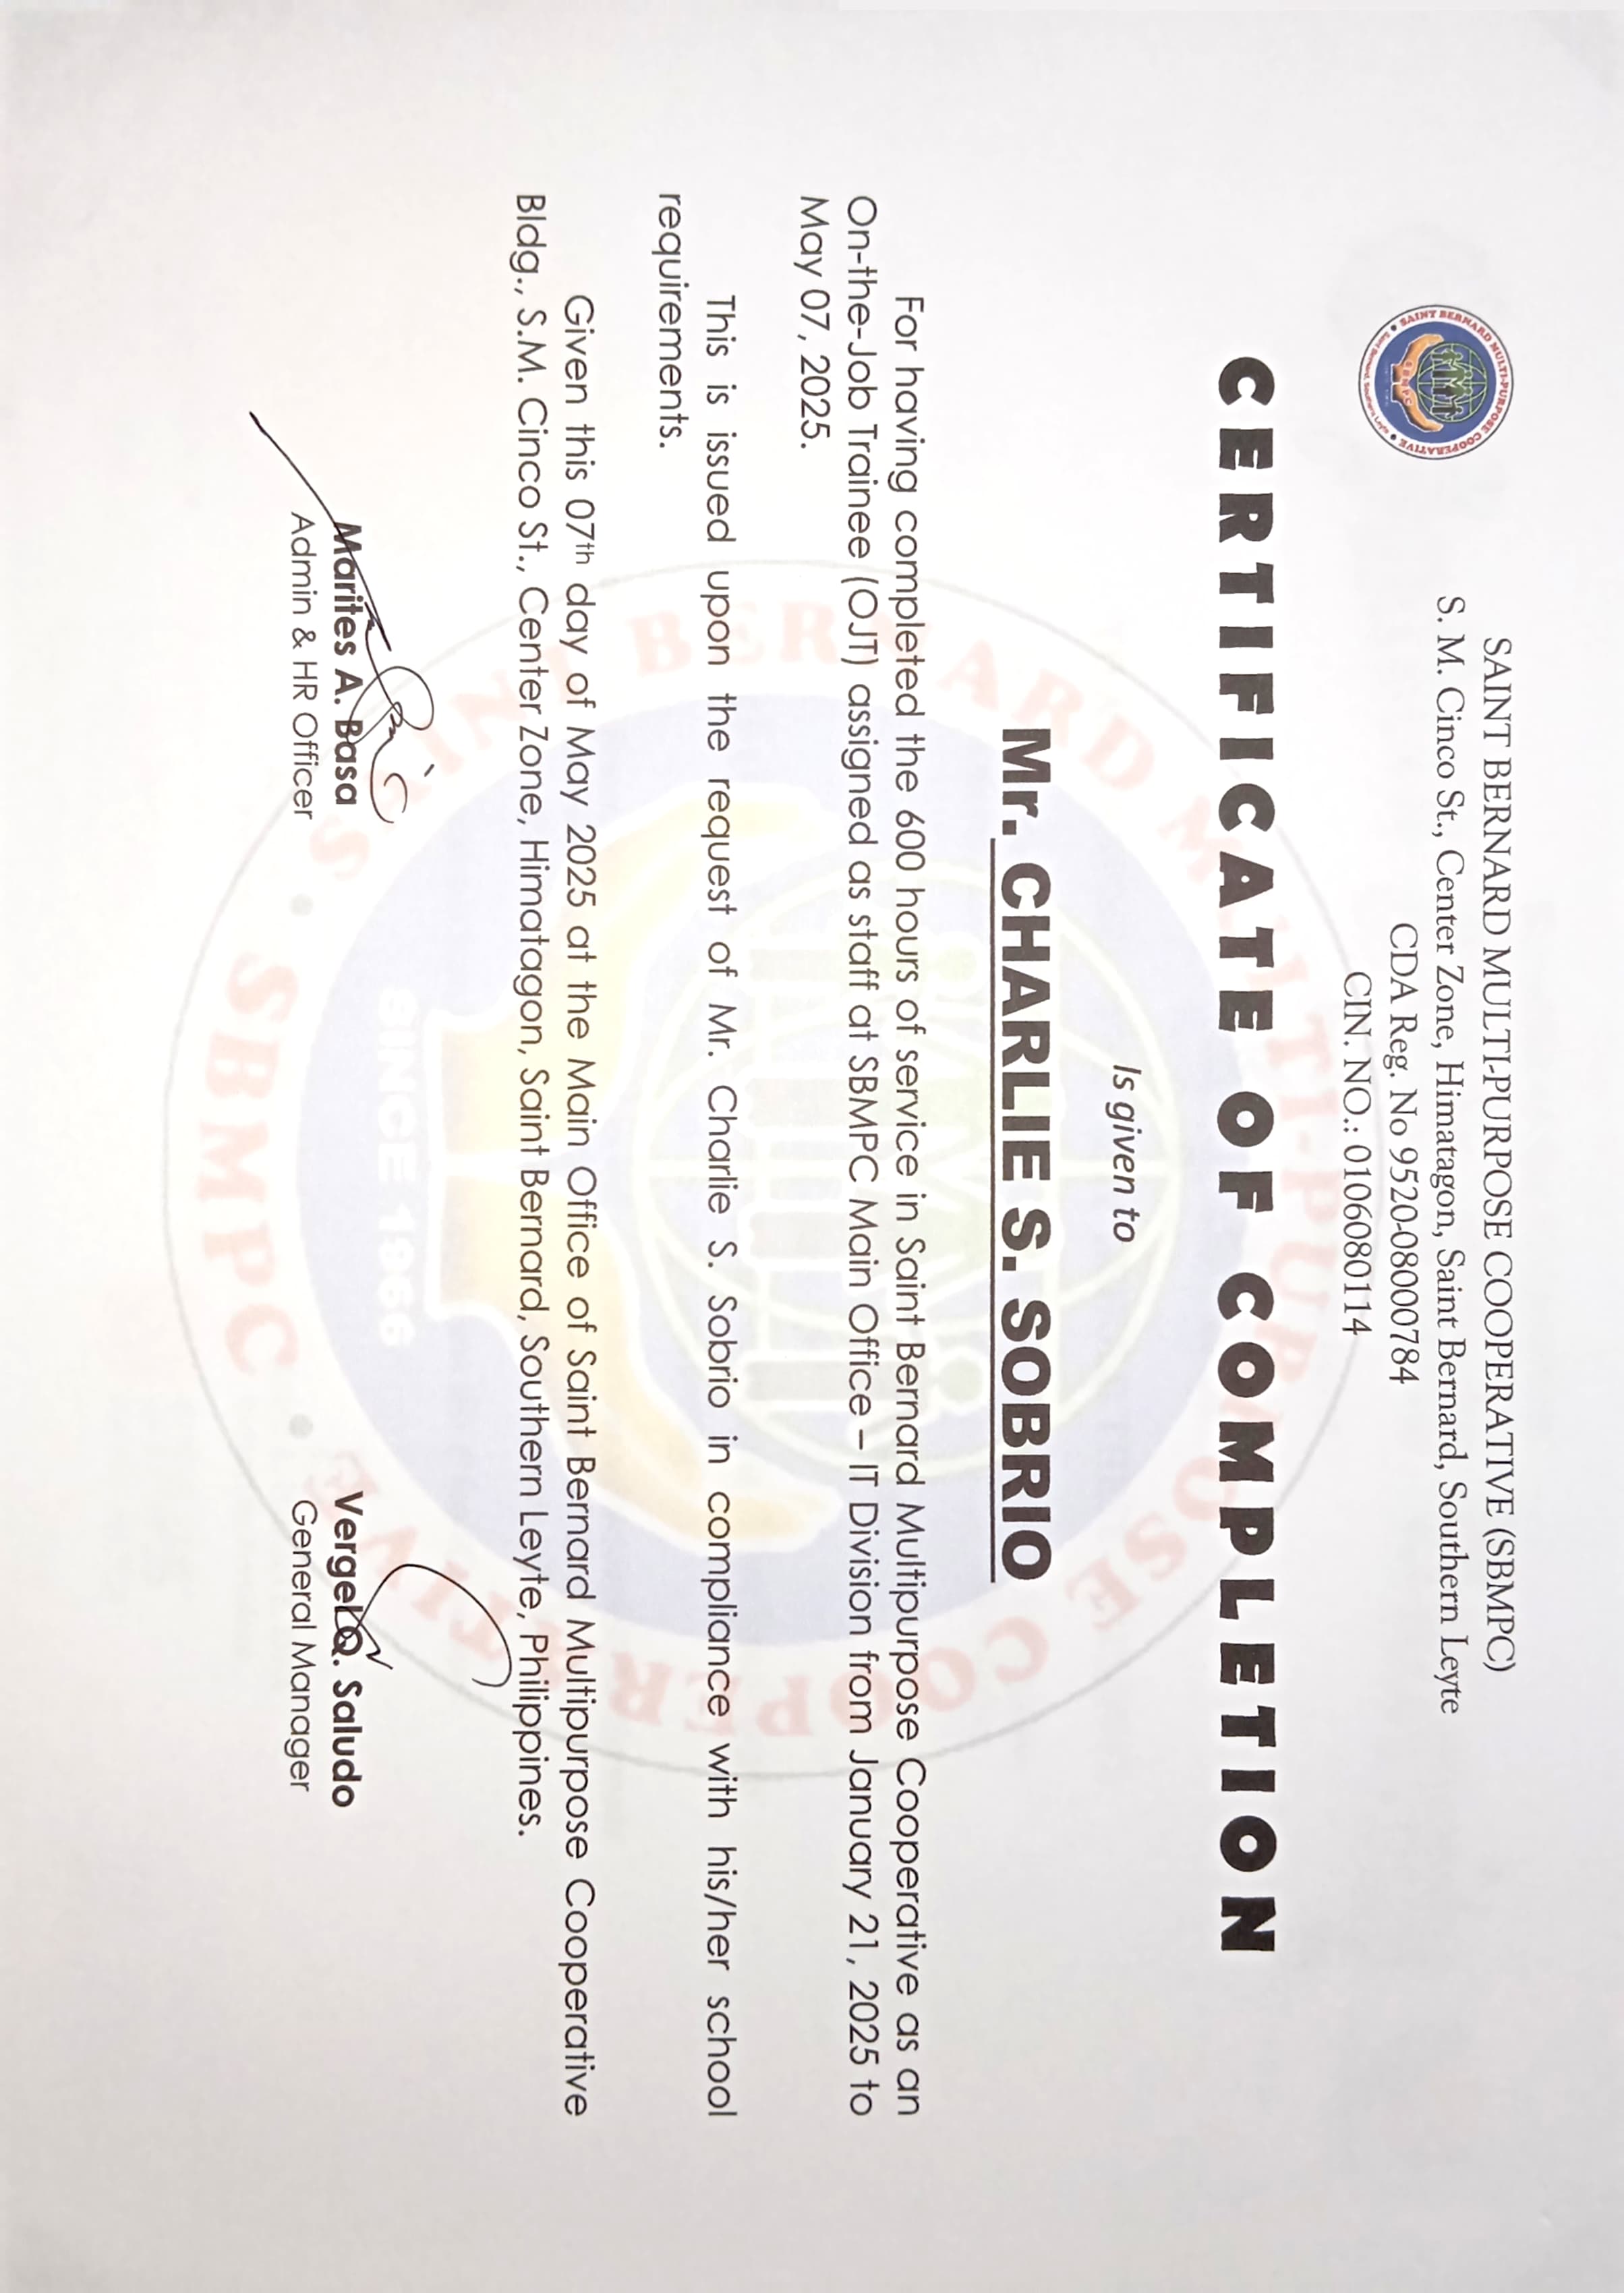 SAINT BERNARD MULTI-PURPOSE COOPERATIVE
SBMPC
Saint Bernard, Southern Leyte
SAINT BERNARD MULTI-PURPOSE COOPERATIVE (SBMPC)
S. M. Cinco St., Center Zone, Himatagon, Saint Bernard, Southern Leyte
CDA Reg. No 9520-08000784
CIN. NO.: 0106080114
CERTIFICATE OF COMPLETION
Is given to
Mr. CHARLIE S. SOBRIO
For having completed the 600 hours of service in Saint Bernard Multipurpose Cooperative as an
On-the-Job Trainee (OJT) assigned as staff at SBMPC Main Office – IT Division from January 21, 2025 to
May 07, 2025.
This is issued upon the request of Mr. Charlie S. Sobrio in compliance with his/her school
requirements.
Given this 07th day of May 2025 at the Main Office of Saint Bernard Multipurpose Cooperative
Bldg., S.M. Cinco St., Center Zone, Himatagon, Saint Bernard, Southern Leyte, Philippines.
Marites A. Basa
Admin & HR Officer
Vergel Q. Saludo
General Manager
SAINT BERNARD MULTI-PURPOSE COOPERATIVE
SINCE 1966
SBMPC